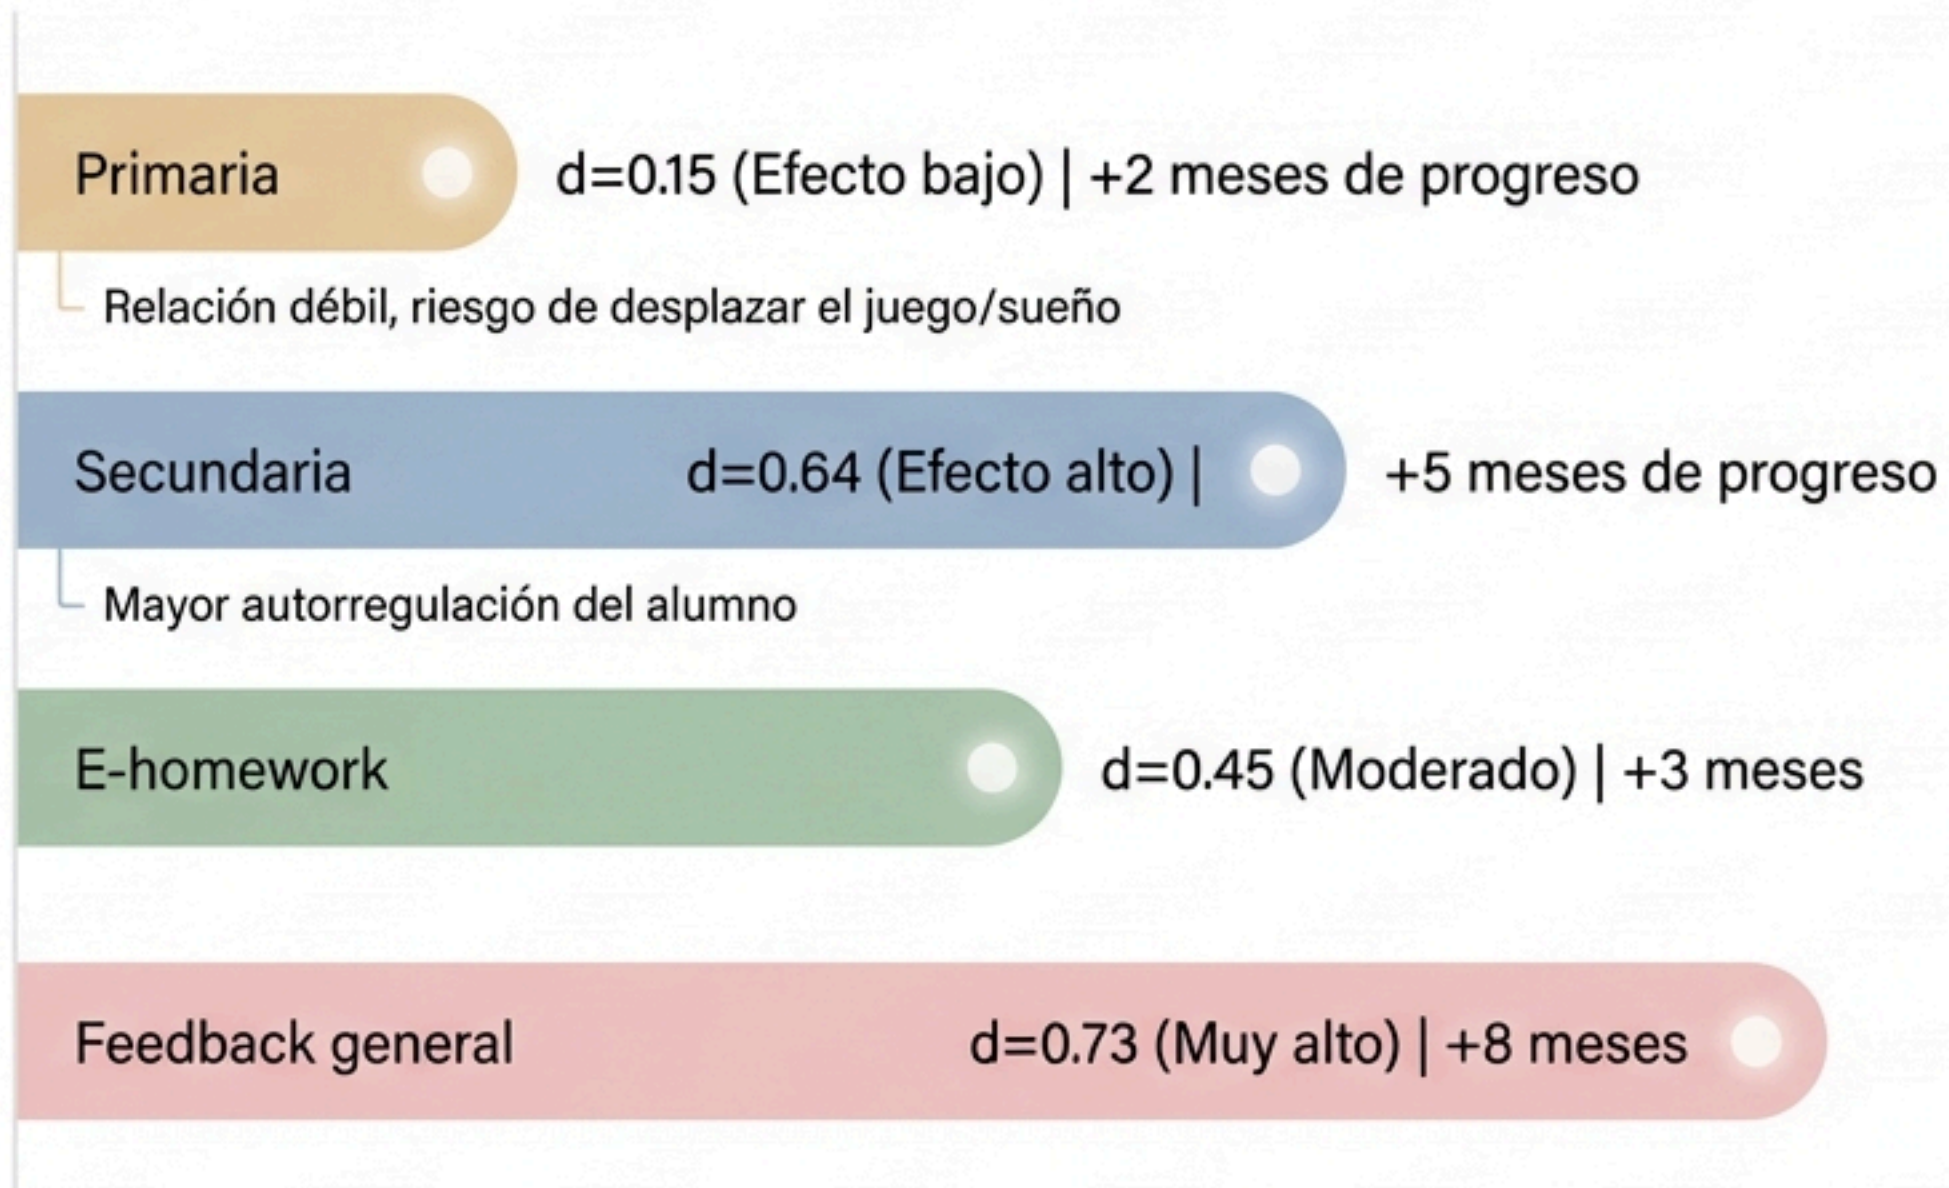 Primaria
d=0.15 (Efecto bajo) | +2 meses de progreso
Relación débil, riesgo de desplazar el juego/sueño
Secundaria
d=0.64 (Efecto alto) |
+5 meses de progreso
Mayor autorregulación del alumno
E-homework
d=0.45 (Moderado) | +3 meses
Feedback general
d=0.73 (Muy alto) | +8 meses